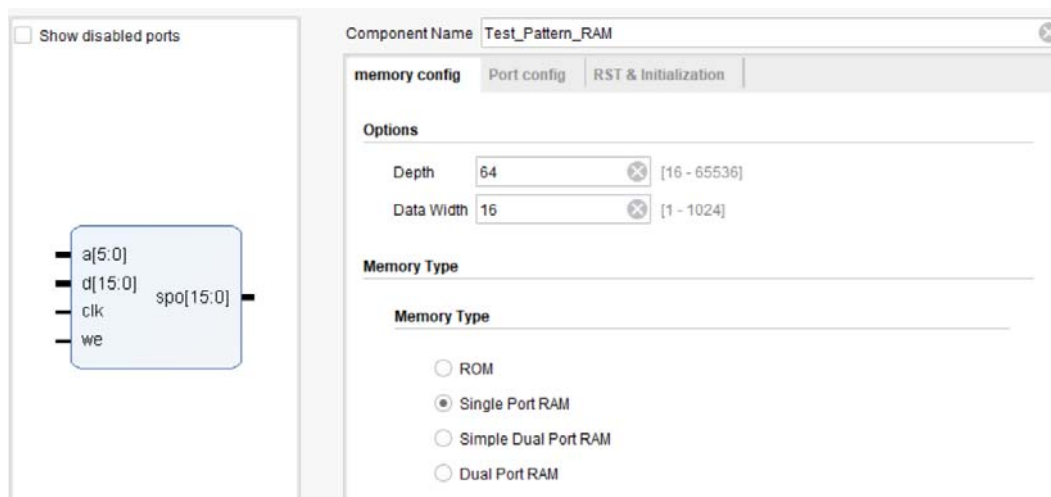 Show disabled ports
a[5:0]
d[15:0]
clk
we
spo[15:0]
Component Name Test_Pattern_RAM
memory config Port config RST & Initialization
Options
Depth 64 [16 - 65536]
Data Width 16 [1 - 1024]
Memory Type
Memory Type
ROM
Single Port RAM
Simple Dual Port RAM
Dual Port RAM